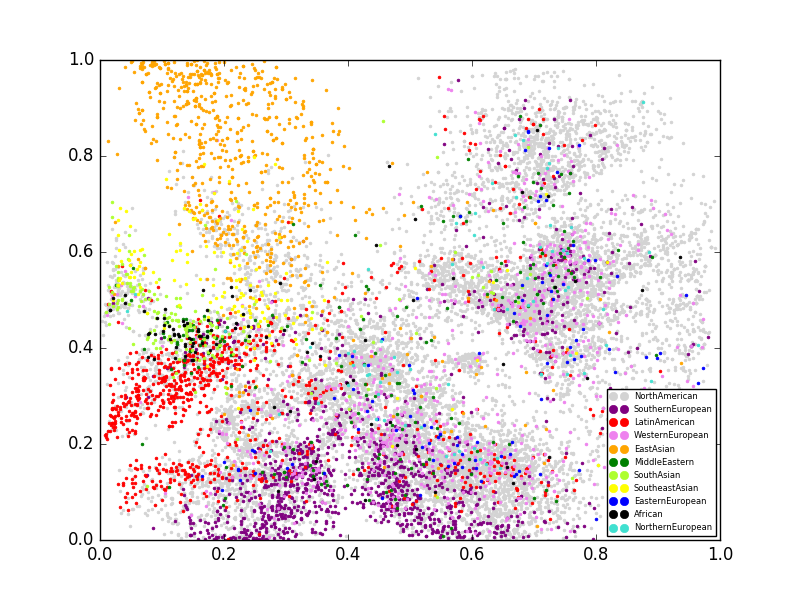 1.0
0.8
0.6
0.4
0.2
0.0
0.0 0.2 0.4 0.6 0.8 1.0
NorthAmerican
SouthernEuropean
LatinAmerican
WesternEuropean
EastAsian
MiddleEastern
SouthAsian
SoutheastAsian
EasternEuropean
African
NorthernEuropean